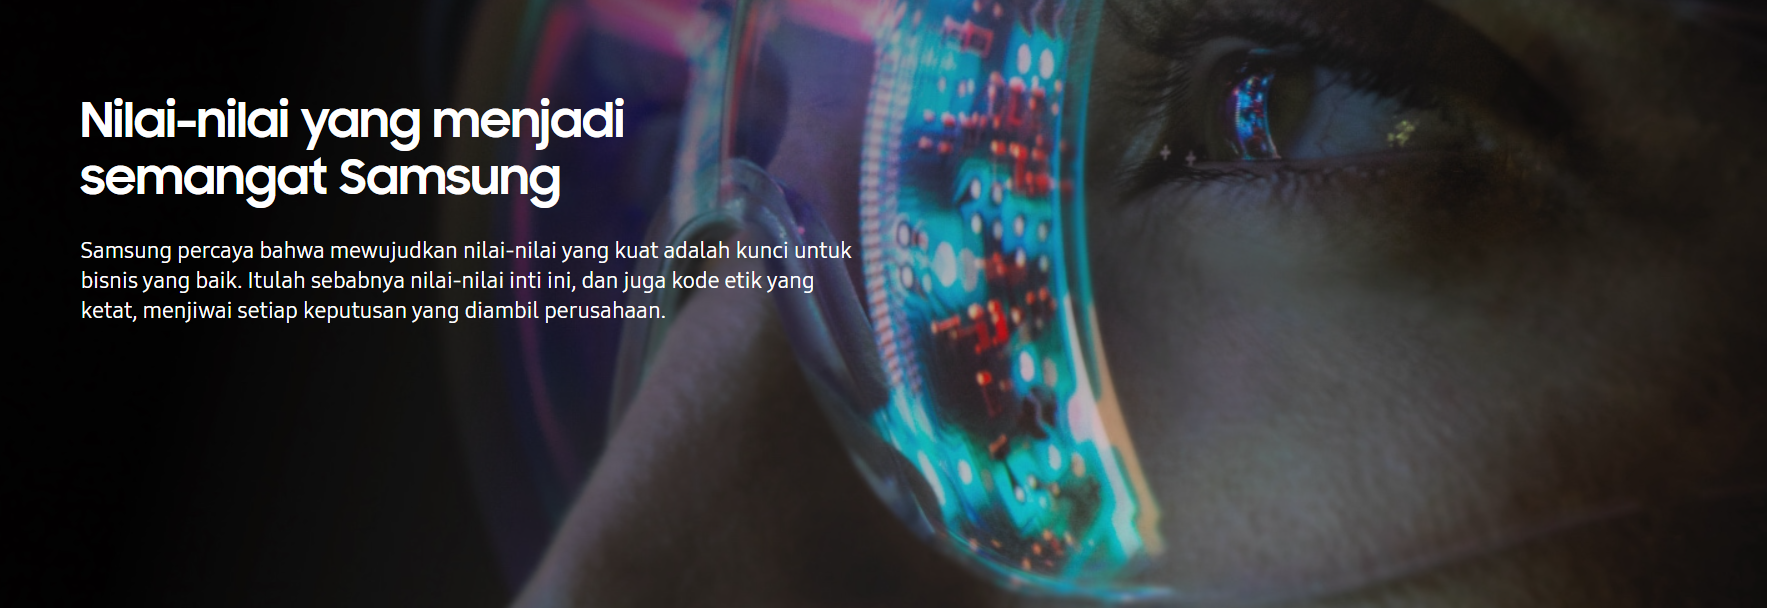 Nilai-nilai yang menjadi
semangat Samsung
Samsung percaya bahwa mewujudkan nilai-nilai yang kuat adalah kunci untuk
bisnis yang baik. Itulah sebabnya nilai-nilai inti ini, dan juga kode etik yang
ketat, menjiwai setiap keputusan yang diambil perusahaan.